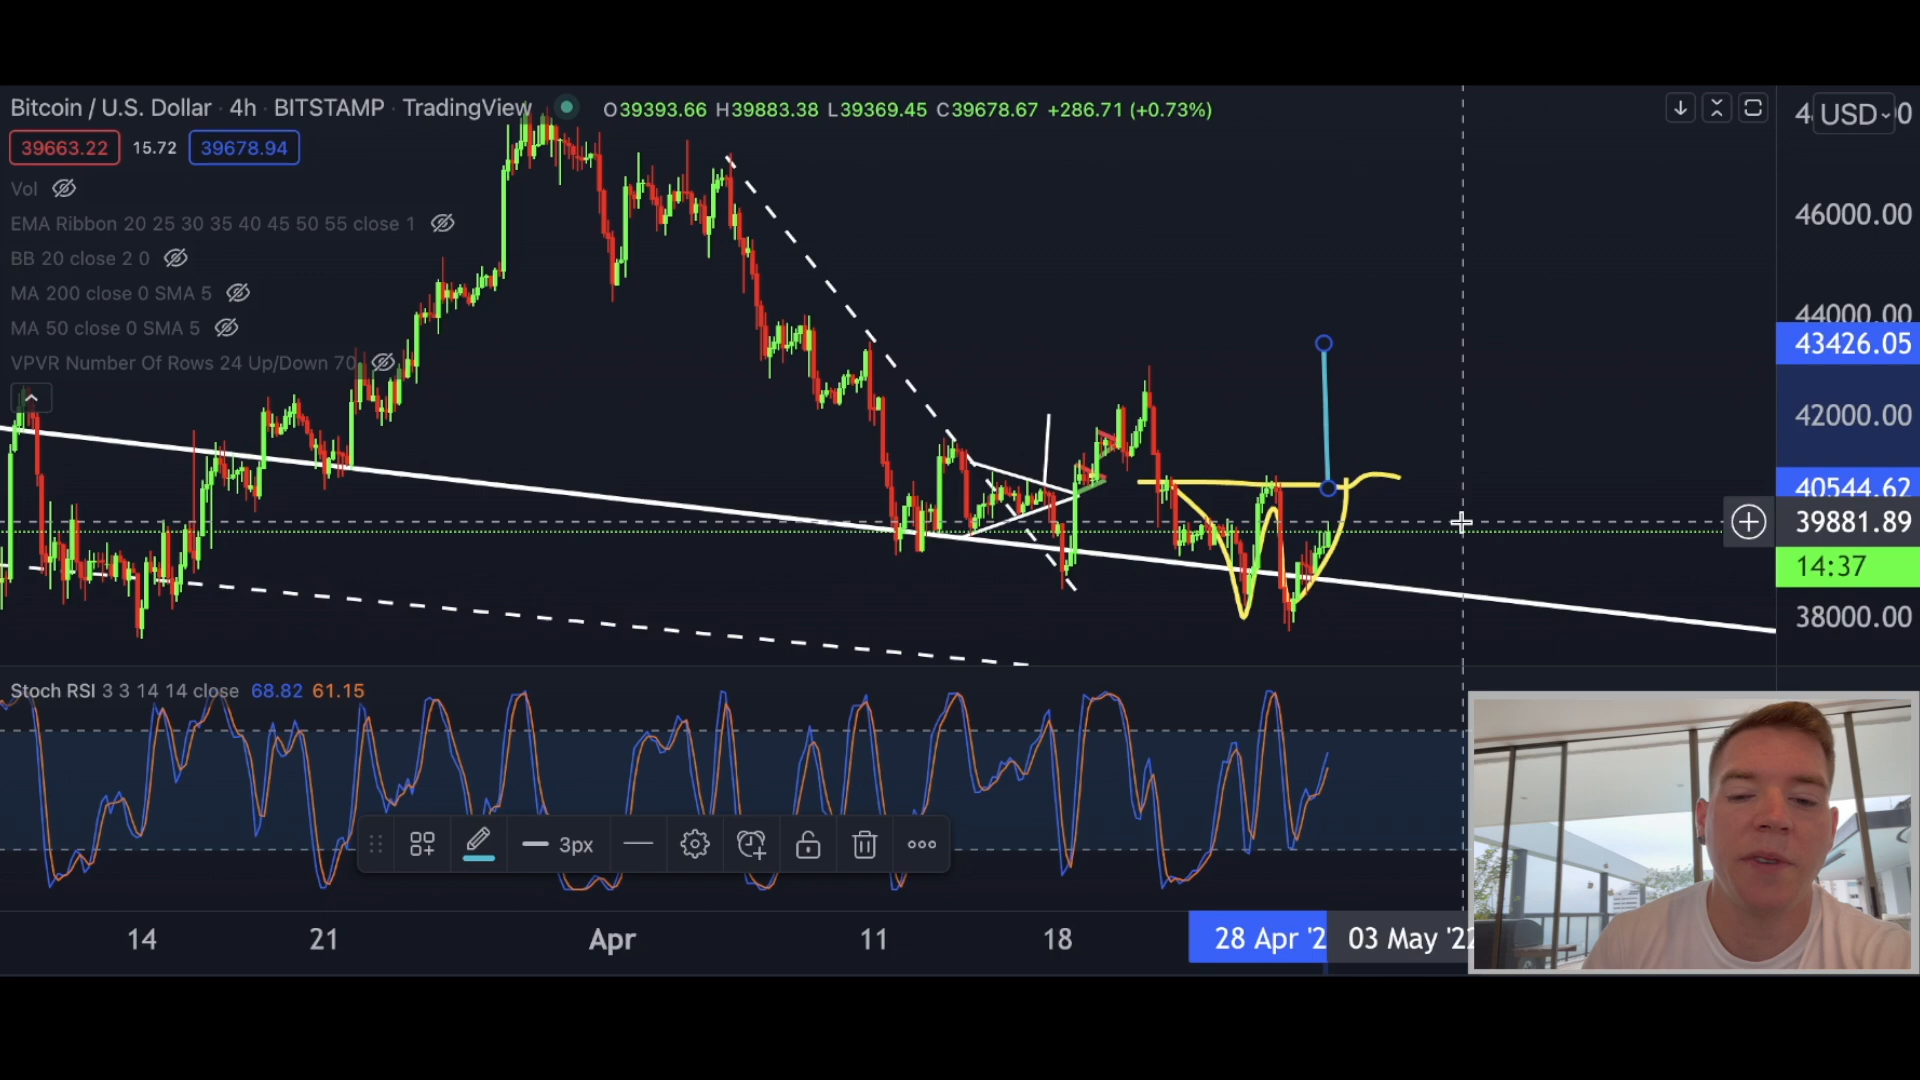 Bitcoin / U.S. Dollar · 4h · BITSTAMP · TradingView O39393.66 H39883.38 L39369.45 C39678.67 +286.71 (+0.73%)
USD
39663.22 15.72 39678.94
Vol
EMA Ribbon 20 25 30 35 40 45 50 55 close 1
46000.00
BB 20 close 2 0
MA 200 close 0 SMA 5
MA 50 close 0 SMA 5
44000.00
43426.05
VPVR Number Of Rows 24 Up/Down 70
42000.00
40544.62
39881.89
14:37
38000.00
Stoch RSI 3 3 14 14 close 68.82 61.15
3px
14 21 Apr 11 18 28 Apr '2 03 May '22